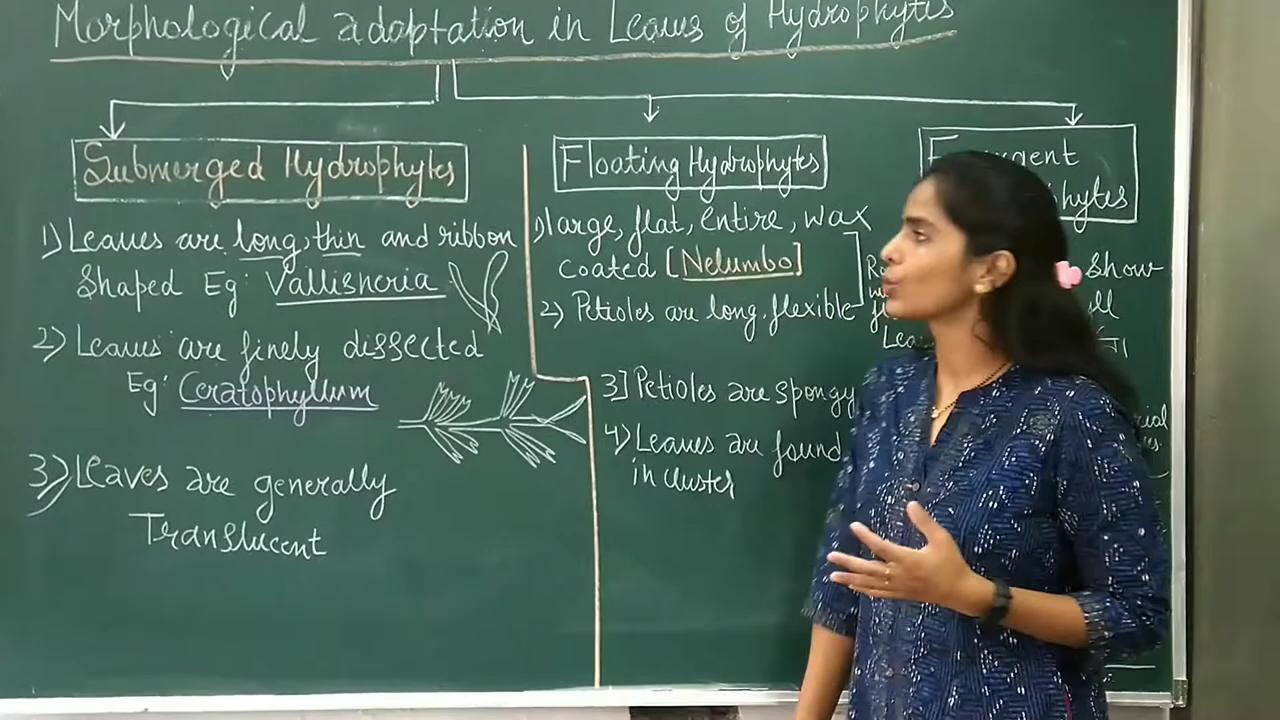 Morphological adaptation in Leaves of Hydrophytes
Submerged Hydrophytes
1) Leaves are long, thin and ribbon
shaped Eg: Vallisneria
2) Leaves are finely dissected
Eg: Ceratophyllum
3) Leaves are generally
Translucent
Floating Hydrophytes
1) large, flat, entire, wax
coated [Nelumbo]
2) Petioles are long, flexible
3] Petioles are spongy
4) Leaves are found
in cluster
show